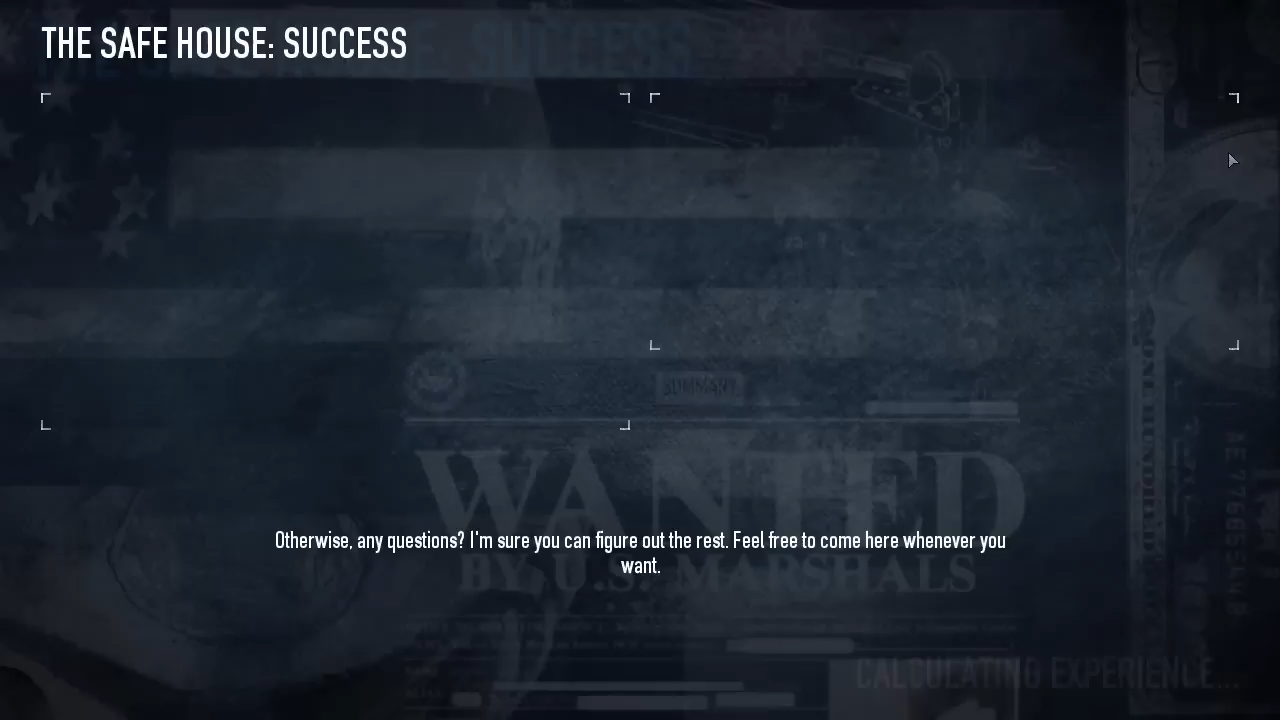 THE SAFE HOUSE: SUCCESS
SUMMARY
WANTED
Otherwise, any questions? I'm sure you can figure out the rest. Feel free to come here whenever you
want.
BY U.S. MARSHALS
CALCULATING EXPERIENCE...